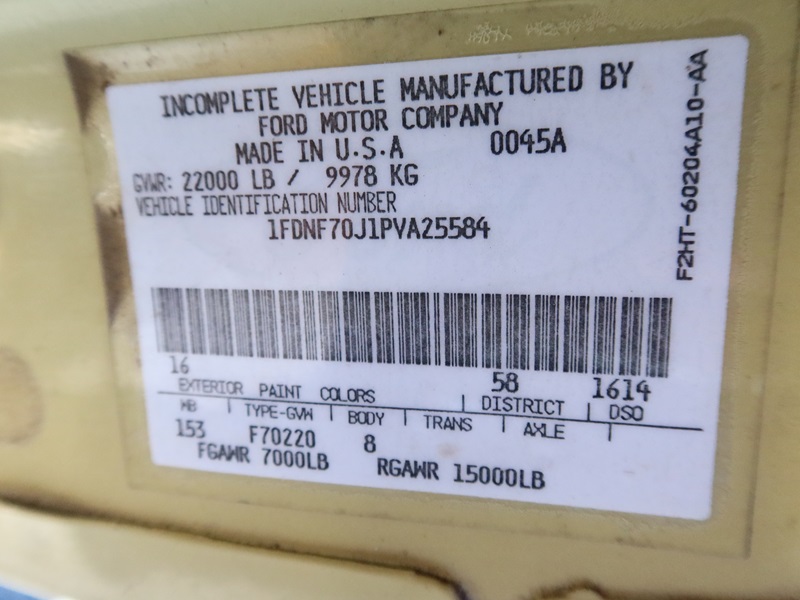 INCOMPLETE VEHICLE MANUFACTURED BY
FORD MOTOR COMPANY
MADE IN U.S.A 0045A
GVWR: 22000 LB / 9978 KG
VEHICLE IDENTIFICATION NUMBER
1FDNF70J1PVA25584
F2HT-60204A10-AA
16 58 1614
EXTERIOR PAINT COLORS DISTRICT DSO
WB TYPE-GVW BODY TRANS AXLE
153 F70220 8
FGAWR 7000LB RGAWR 15000LB